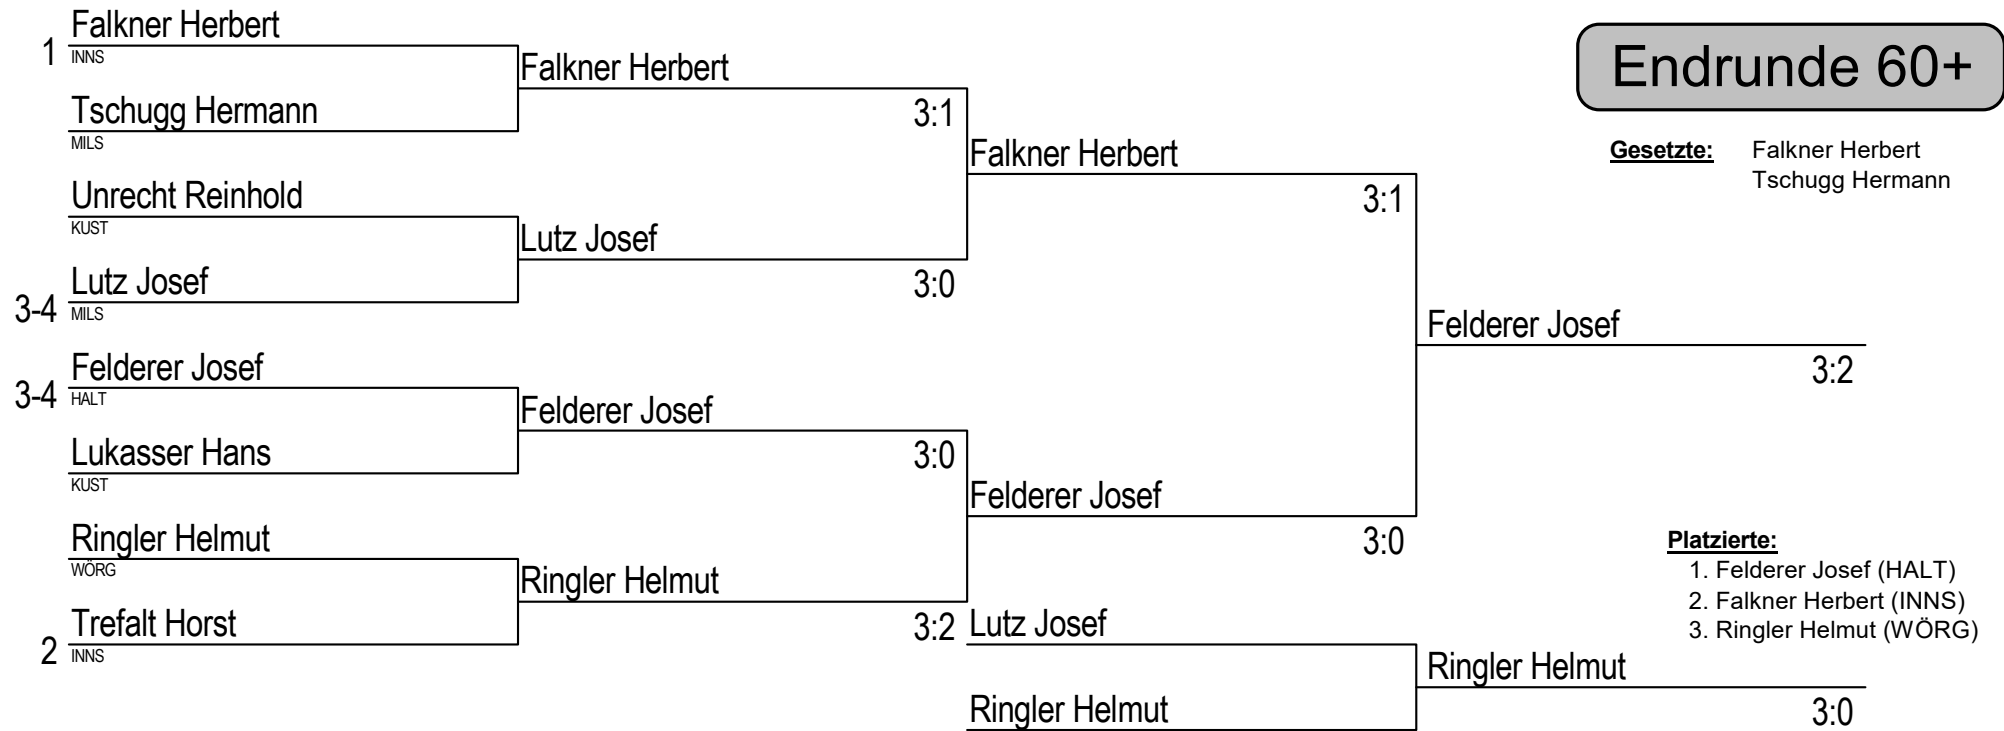 Endrunde 60+
Gesetzte: Falkner Herbert
Tschugg Hermann
1 Falkner Herbert
INNS
Tschugg Hermann
MILS
Unrecht Reinhold
KUST
3-4 Lutz Josef
MILS
3-4 Felderer Josef
HALT
Lukasser Hans
KUST
Ringler Helmut
WÖRG
2 Trefalt Horst
INNS
Falkner Herbert
3:1
Lutz Josef
3:0
Felderer Josef
3:0
Ringler Helmut
3:2
Falkner Herbert
3:1
Felderer Josef
3:0
Felderer Josef
3:2
Lutz Josef
Ringler Helmut
Ringler Helmut
3:0
Platzierte:
1. Felderer Josef (HALT)
2. Falkner Herbert (INNS)
3. Ringler Helmut (WÖRG)